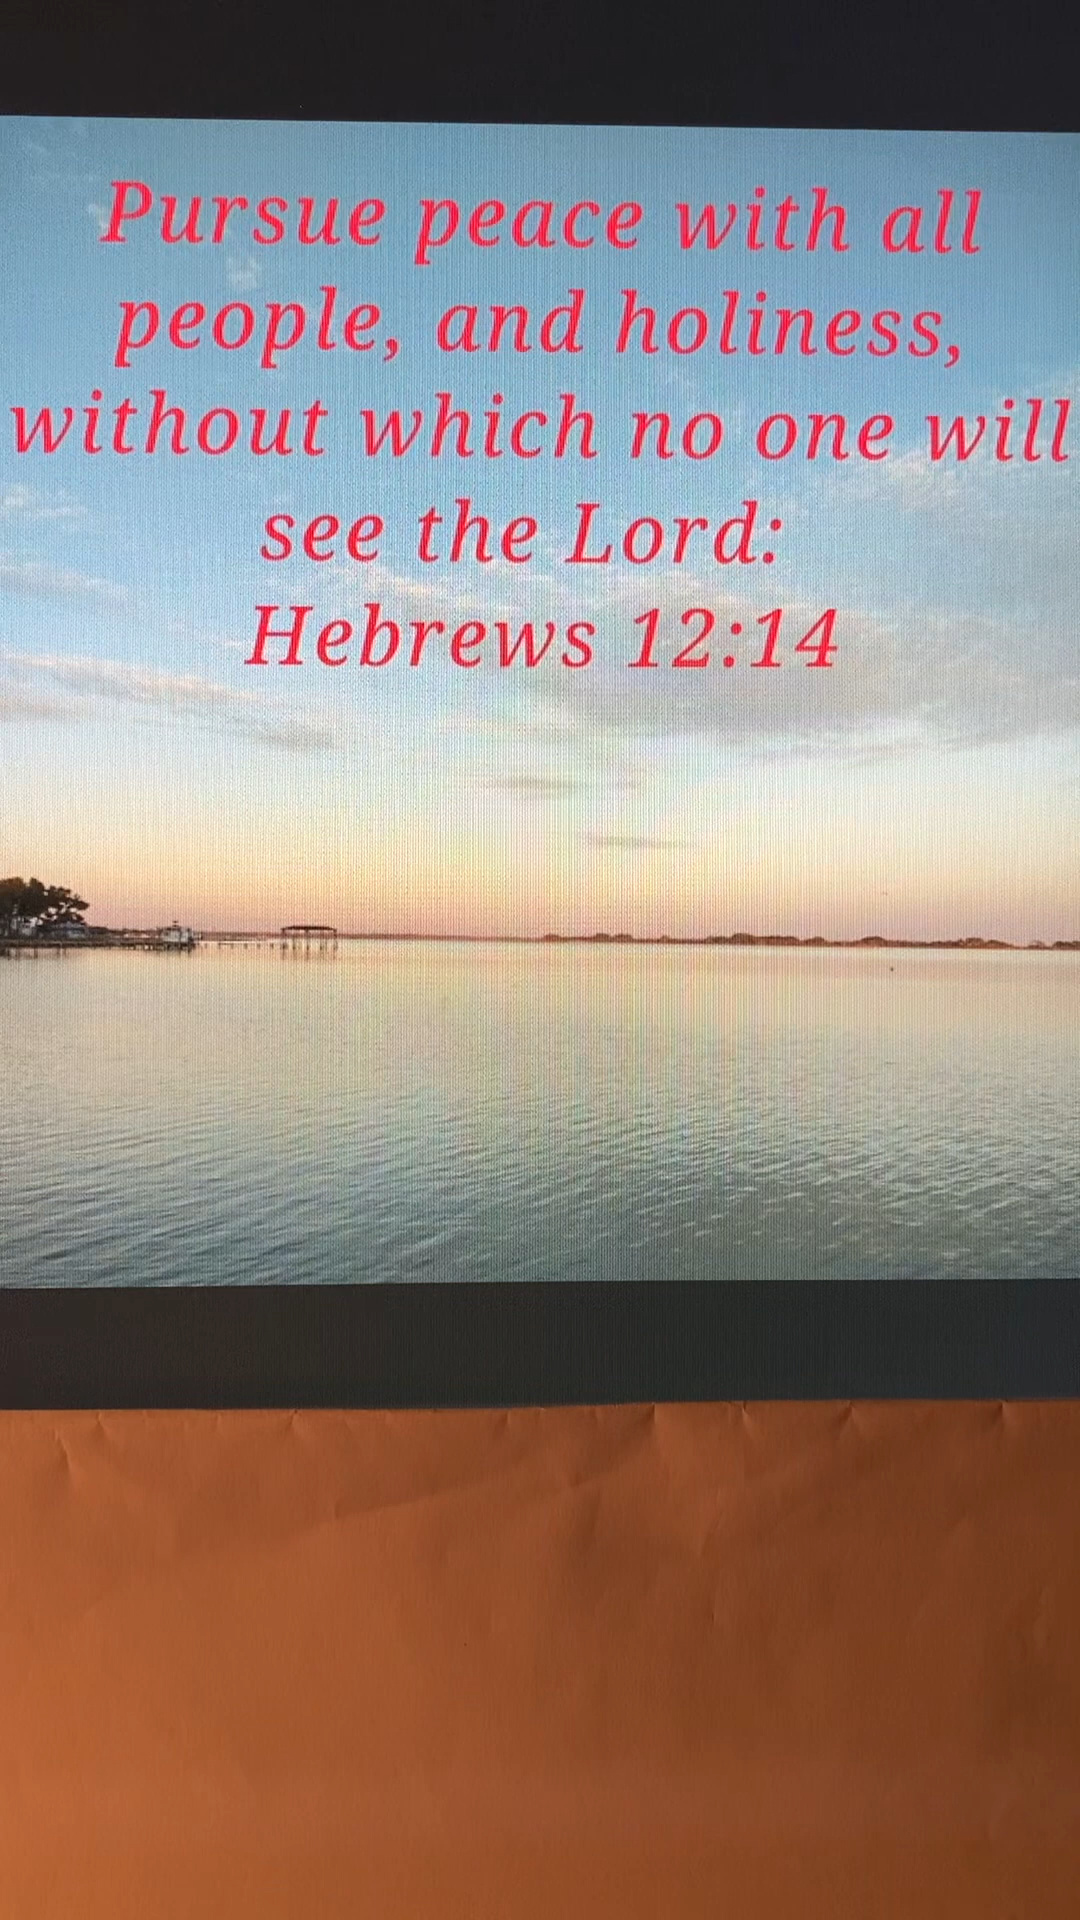 Pursue peace with all
people, and holiness,
without which no one will
see the Lord:
Hebrews 12:14